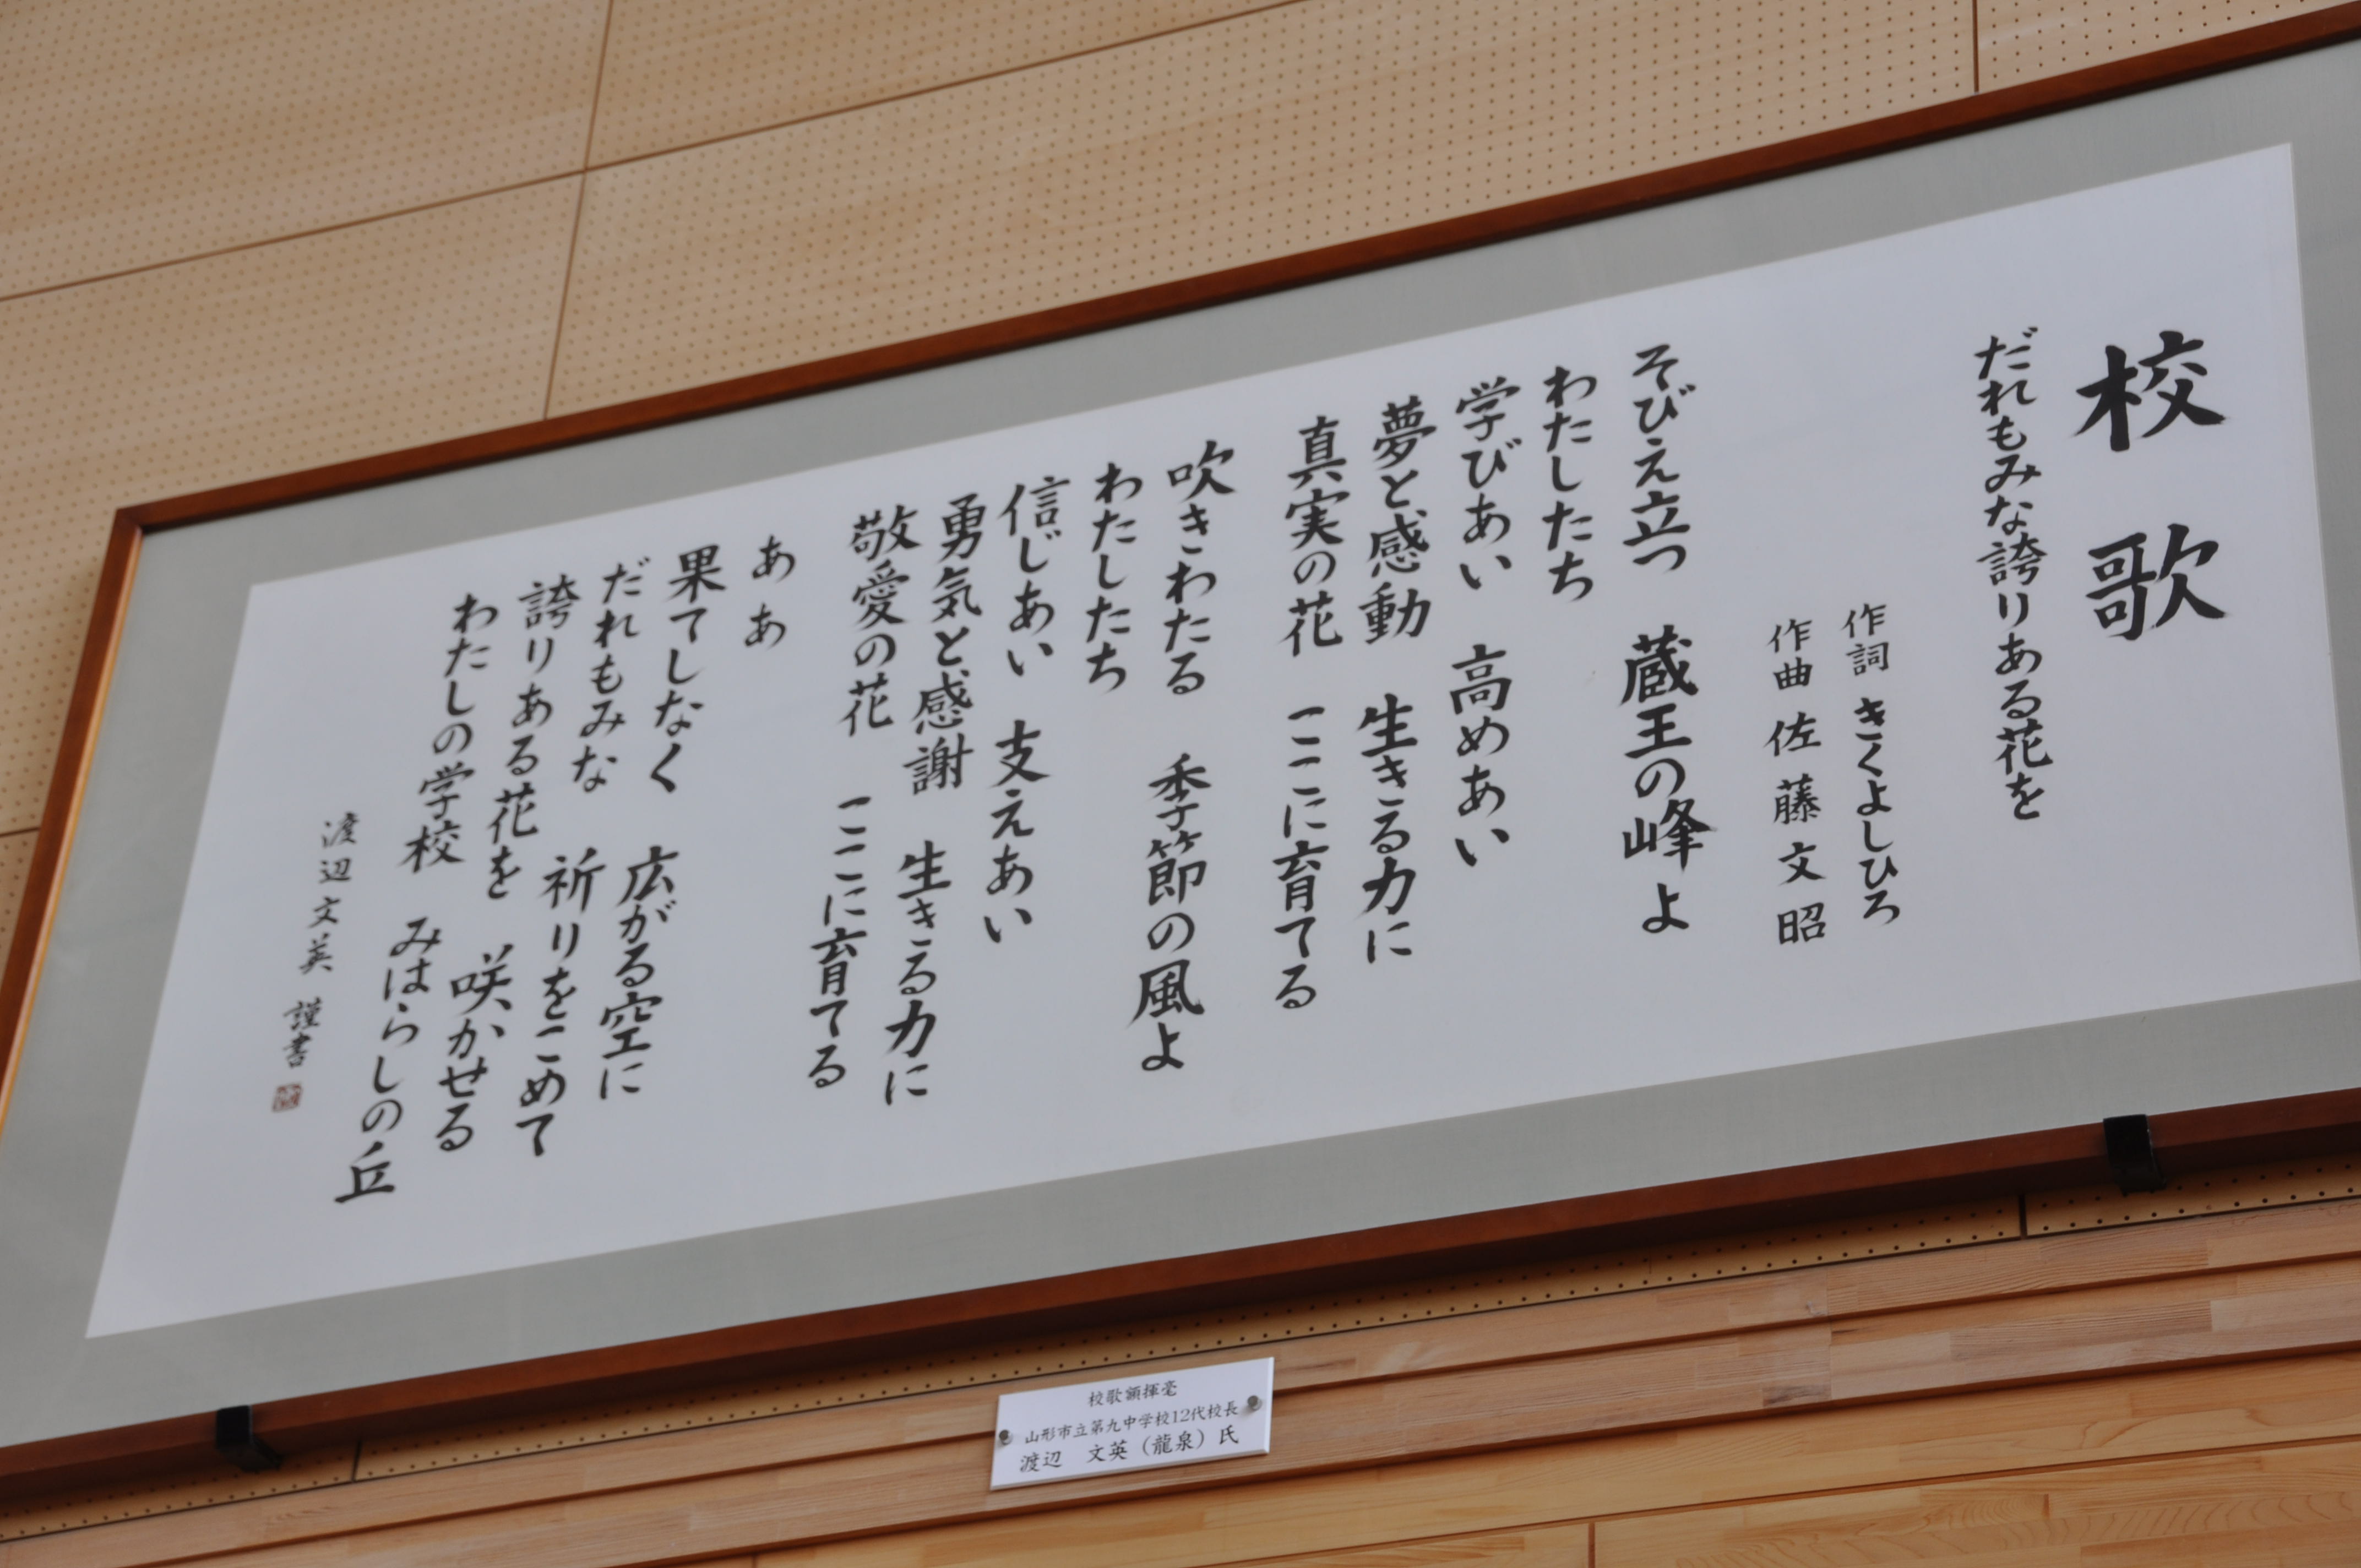 校歌
だれもみな誇りある花を
作詞 きくよしひろ
作曲 佐藤文昭
そびえ立つ 蔵王の峰よ
わたしたち
学びあい 高めあい
夢と感動 生きる力に
真実の花 ここに育てる
吹きわたる 季節の風よ
わたしたち
信じあい 支えあい
勇気と感謝 生きる力に
敬愛の花 ここに育てる
ああ
果てしなく 広がる空に
だれもみな 祈りをこめて
誇りある花を 咲かせる
わたしの学校 みはらしの丘
渡辺文英 謹書
校歌額揮毫
山形市立第九中学校12代校長
渡辺 文英（龍泉）氏